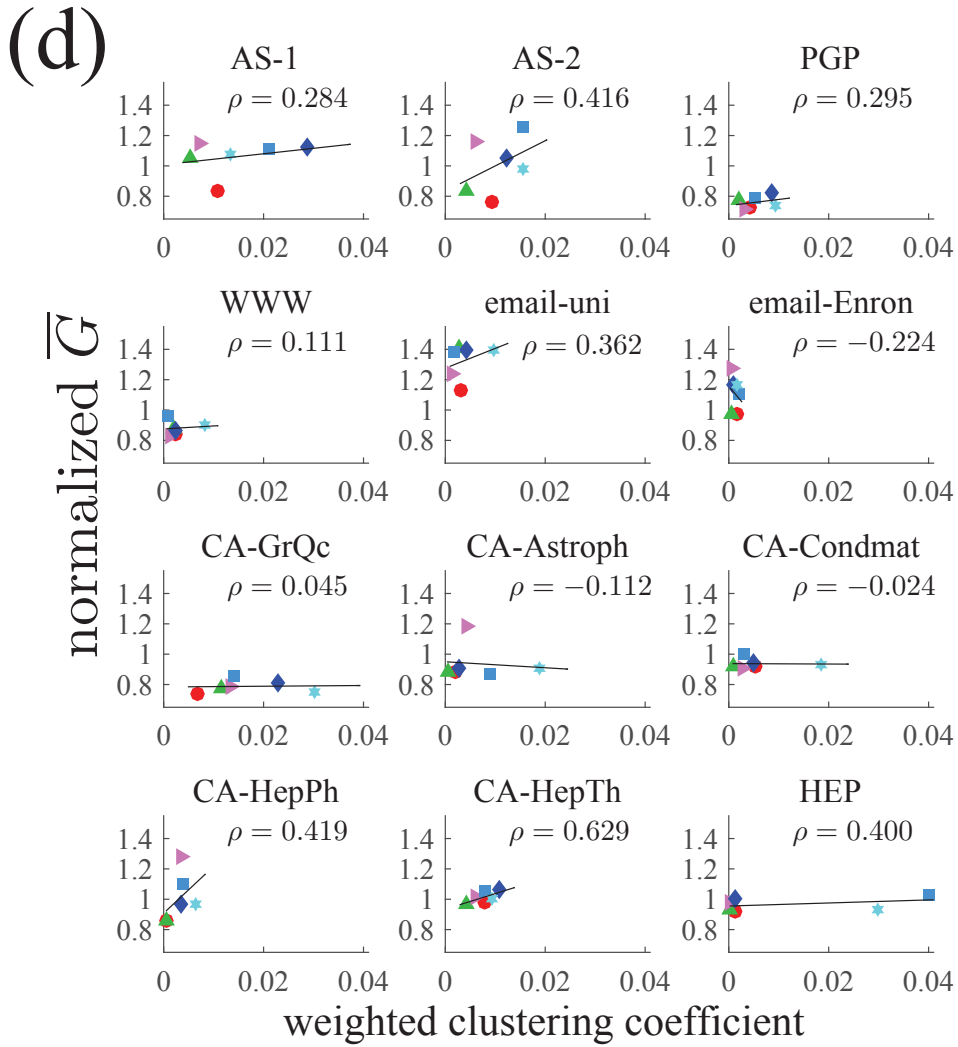 (d)
AS-1
AS-2
PGP
ρ = 0.284
ρ = 0.416
ρ = 0.295
1.4
1.2
1
0.8
1.4
1.2
1
0.8
1.4
1.2
1
0.8
0 0.02 0.04
0 0.02 0.04
0 0.02 0.04
WWW
email-uni
email-Enron
ρ = 0.111
ρ = 0.362
ρ = −0.224
1.4
1.2
1
0.8
1.4
1.2
1
0.8
1.4
1.2
1
0.8
0 0.02 0.04
0 0.02 0.04
0 0.02 0.04
normalized G̅
CA-GrQc
CA-Astroph
CA-Condmat
ρ = 0.045
ρ = −0.112
ρ = −0.024
1.4
1.2
1
0.8
1.4
1.2
1
0.8
1.4
1.2
1
0.8
0 0.02 0.04
0 0.02 0.04
0 0.02 0.04
CA-HepPh
CA-HepTh
HEP
ρ = 0.419
ρ = 0.629
ρ = 0.400
1.4
1.2
1
0.8
1.4
1.2
1
0.8
1.4
1.2
1
0.8
0 0.02 0.04
0 0.02 0.04
0 0.02 0.04
weighted clustering coefficient